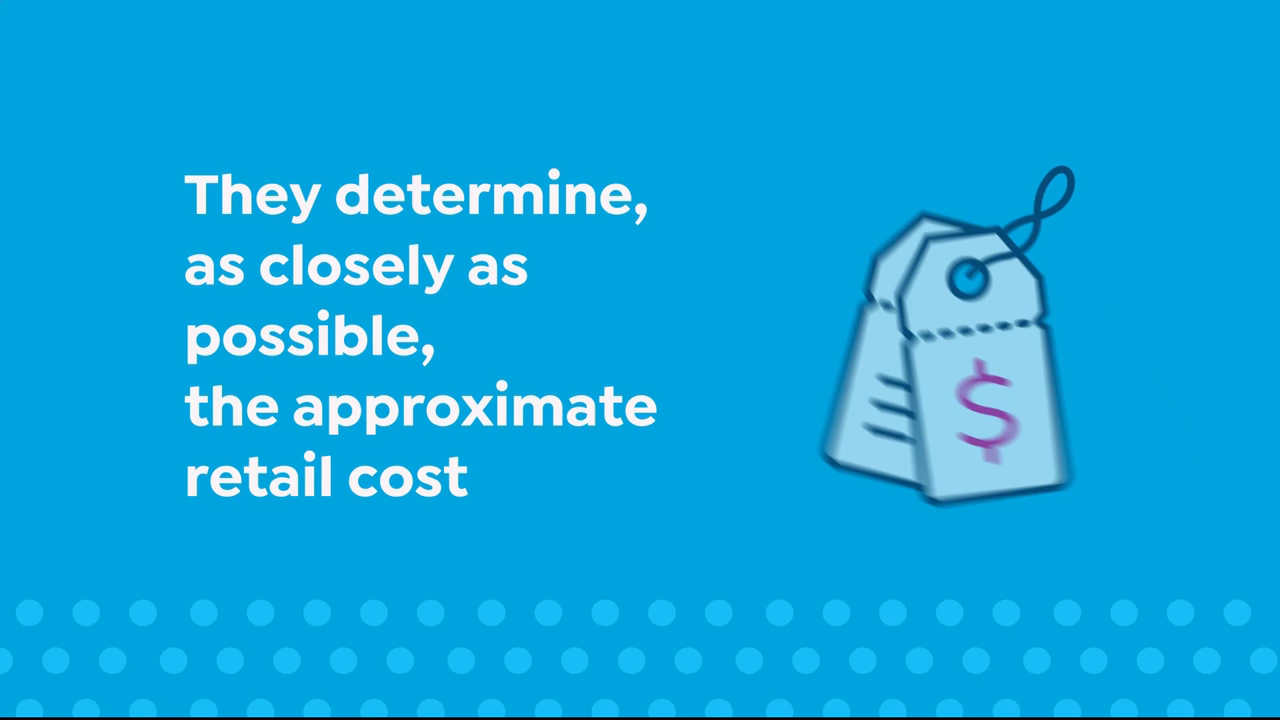 They determine,
as closely as
possible,
the approximate
retail cost
$